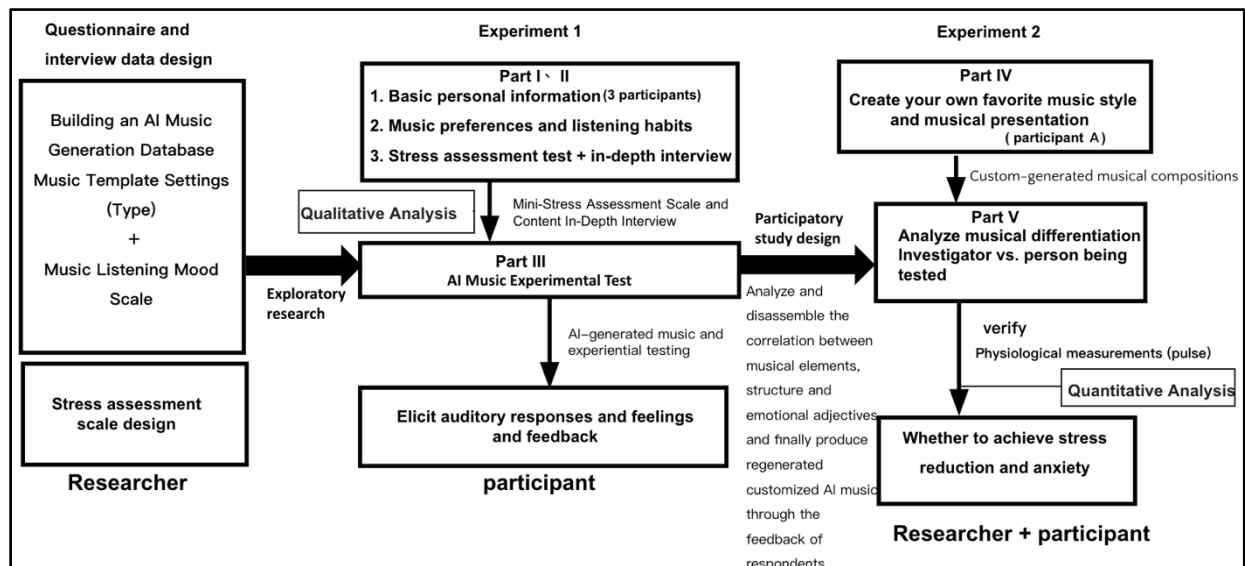 Questionnaire and
interview data design
Building an AI Music
Generation Database
Music Template Settings
(Type)
+
Music Listening Mood
Scale
Stress assessment
scale design
Researcher
Exploratory
research
Experiment 1
Part I、 II
1. Basic personal information (3 participants)
2. Music preferences and listening habits
3. Stress assessment test + in-depth interview
Qualitative Analysis
Mini-Stress Assessment Scale and
Content In-Depth Interview
Part III
AI Music Experimental Test
AI-generated music and
experiential testing
Elicit auditory responses and feelings
and feedback
participant
Participatory
study design
Analyze and
disassemble the
correlation between
musical elements,
structure and
emotional adjectives,
and finally produce
regenerated
customized AI music
through the
feedback of
respondents
Experiment 2
Part IV
Create your own favorite music style
and musical presentation
( participant A)
Custom-generated musical compositions
Part V
Analyze musical differentiation
Investigator vs. person being
tested
verify
Physiological measurements (pulse)
Quantitative Analysis
Whether to achieve stress
reduction and anxiety
Researcher + participant